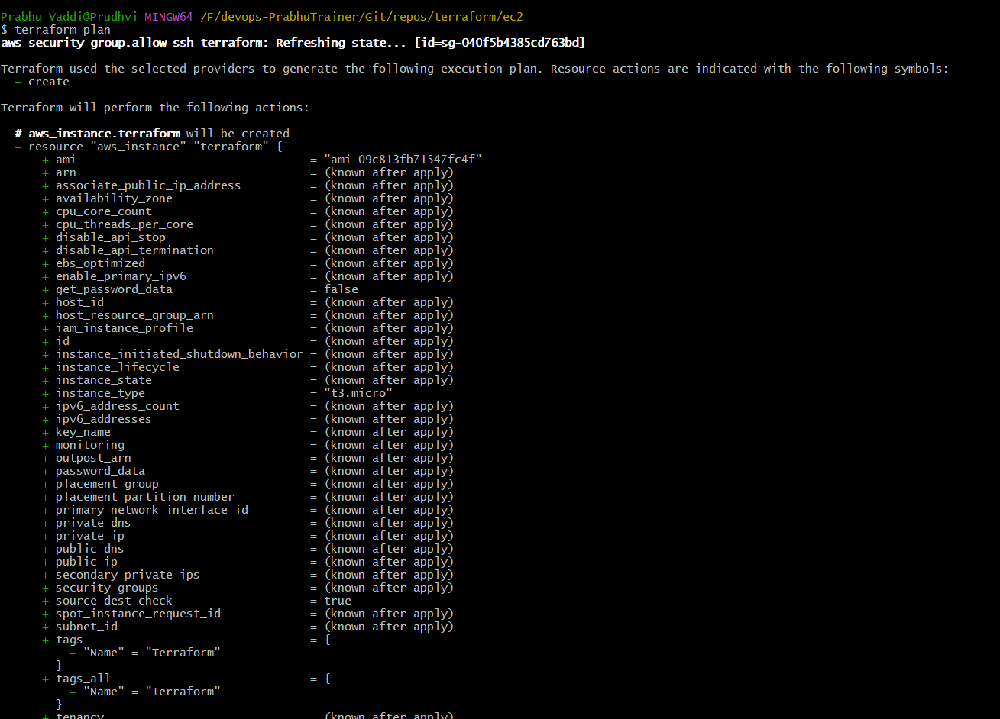 Prabhu Vaddi@Prudhvi MINGW64 /F/devops-PrabhuTrainer/Git/repos/terraform/ec2
$ terraform plan
aws_security_group.allow_ssh_terraform: Refreshing state... [id=sg-040f5b4385cd763bd]
Terraform used the selected providers to generate the following execution plan. Resource actions are indicated with the following symbols:
  + create
Terraform will perform the following actions:
  # aws_instance.terraform will be created
  + resource "aws_instance" "terraform" {
      + ami                                  = "ami-09c813fb71547fc4f"
      + arn                                  = (known after apply)
      + associate_public_ip_address          = (known after apply)
      + availability_zone                    = (known after apply)
      + cpu_core_count                       = (known after apply)
      + cpu_threads_per_core                 = (known after apply)
      + disable_api_stop                     = (known after apply)
      + disable_api_termination              = (known after apply)
      + ebs_optimized                        = (known after apply)
      + enable_primary_ipv6                  = (known after apply)
      + get_password_data                    = false
      + host_id                              = (known after apply)
      + host_resource_group_arn              = (known after apply)
      + iam_instance_profile                 = (known after apply)
      + id                                   = (known after apply)
      + instance_initiated_shutdown_behavior = (known after apply)
      + instance_lifecycle                   = (known after apply)
      + instance_state                       = (known after apply)
      + instance_type                        = "t3.micro"
      + ipv6_address_count                   = (known after apply)
      + ipv6_addresses                       = (known after apply)
      + key_name                             = (known after apply)
      + monitoring                           = (known after apply)
      + outpost_arn                          = (known after apply)
      + password_data                        = (known after apply)
      + placement_group                      = (known after apply)
      + placement_partition_number           = (known after apply)
      + primary_network_interface_id         = (known after apply)
      + private_dns                          = (known after apply)
      + private_ip                           = (known after apply)
      + public_dns                           = (known after apply)
      + public_ip                            = (known after apply)
      + secondary_private_ips                = (known after apply)
      + security_groups                      = (known after apply)
      + source_dest_check                    = true
      + spot_instance_request_id             = (known after apply)
      + subnet_id                            = (known after apply)
      + tags                                 = {
          + "Name" = "Terraform"
        }
      + tags_all                             = {
          + "Name" = "Terraform"
        }
      + tenancy                              = (known after apply)